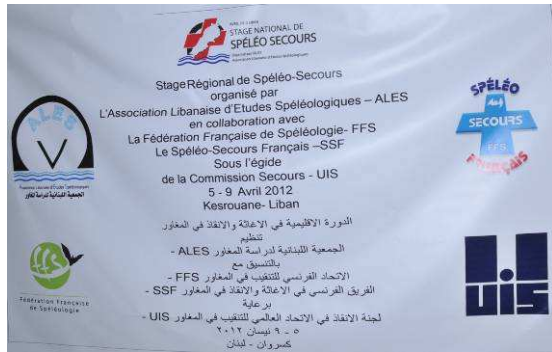 STAGE NATIONAL DE
SPÉLÉO SECOURS
Stage Régional de Spéléo-Secours
organisé par
L'Association Libanaise d'Etudes Spéléologiques – ALES
en collaboration avec
La Fédération Française de Spéléologie- FFS
Le Spéléo-Secours Français –SSF
Sous l'égide
de la Commission Secours - UIS
5 - 9 Avril 2012
Kesrouane- Liban
الدورة الاقليمية في الاغاثة والانقاذ في المغاور
تنظيم
الجمعية اللبنانية لدراسة المغاور ALES -
بالتنسيق مع
الاتحاد الفرنسي للتنقيب في المغاور FFS -
الفريق الفرنسي في الاغاثة والانقاذ في المغاور SSF -
برعاية
لجنة الانقاذ في الاتحاد العالمي للتنقيب في المغاور UIS -
٥ - ٩ نيسان ٢٠١٢
كسروان - لبنان
ALES
الجمعية اللبنانية لدراسة المغاور
Fédération Française
de Spéléologie
SPÉLÉO
SECOURS
FFS
FRANÇAIS
uis